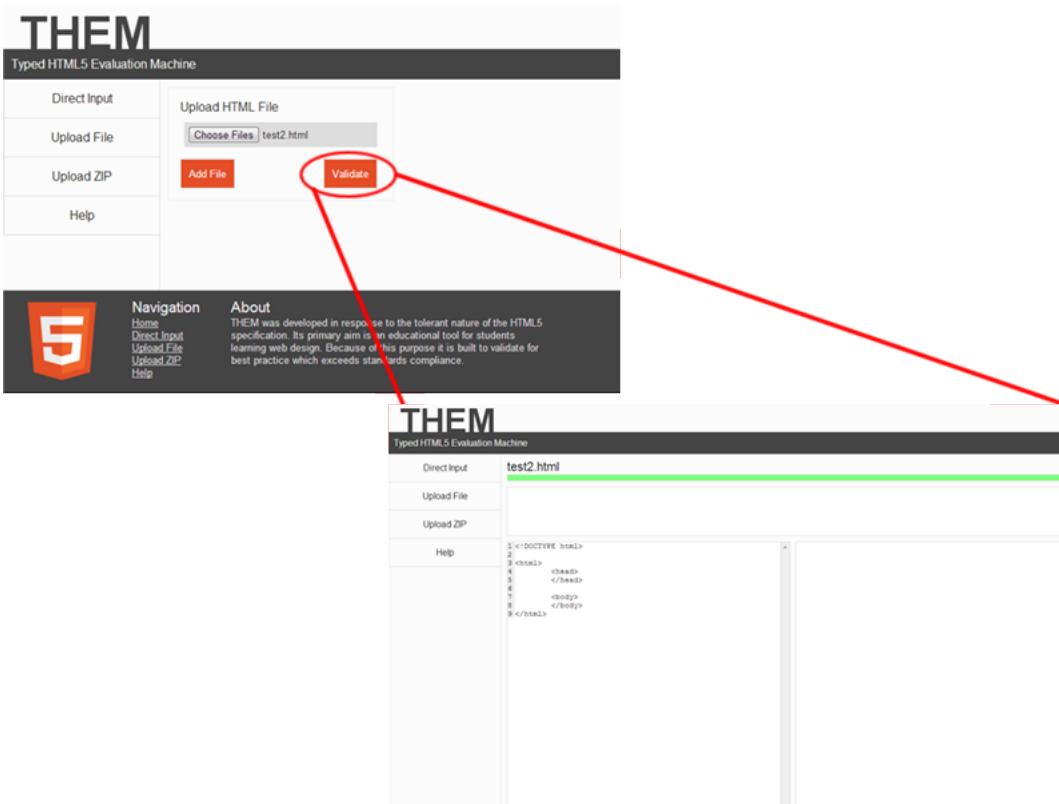 THEM
Typed HTML5 Evaluation Machine
Direct Input
Upload File
Upload ZIP
Help
Upload HTML File
Choose Files test2.html
Add File
Validate
5
Navigation
Home
Direct Input
Upload File
Upload ZIP
Help
About
THEM was developed in response to the tolerant nature of the HTML5
specification. Its primary aim is an educational tool for students
learning web design. Because of this purpose it is built to validate for
best practice which exceeds standards compliance.
THEM
Typed HTML5 Evaluation Machine
Direct Input
Upload File
Upload ZIP
Help
test2.html
1 <!DOCTYPE html>
2
3 <html>
4 <head>
5 </head>
6
7 <body>
8 </body>
9 </html>